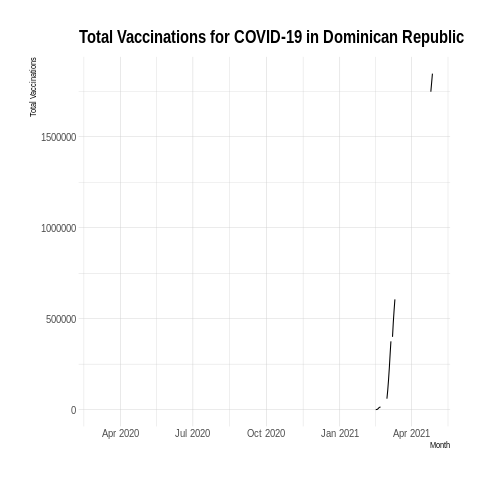 Total Vaccinations for COVID-19 in Dominican Republic
Total Vaccinations
1500000
1000000
500000
0
Apr 2020
Jul 2020
Oct 2020
Jan 2021
Apr 2021
Month